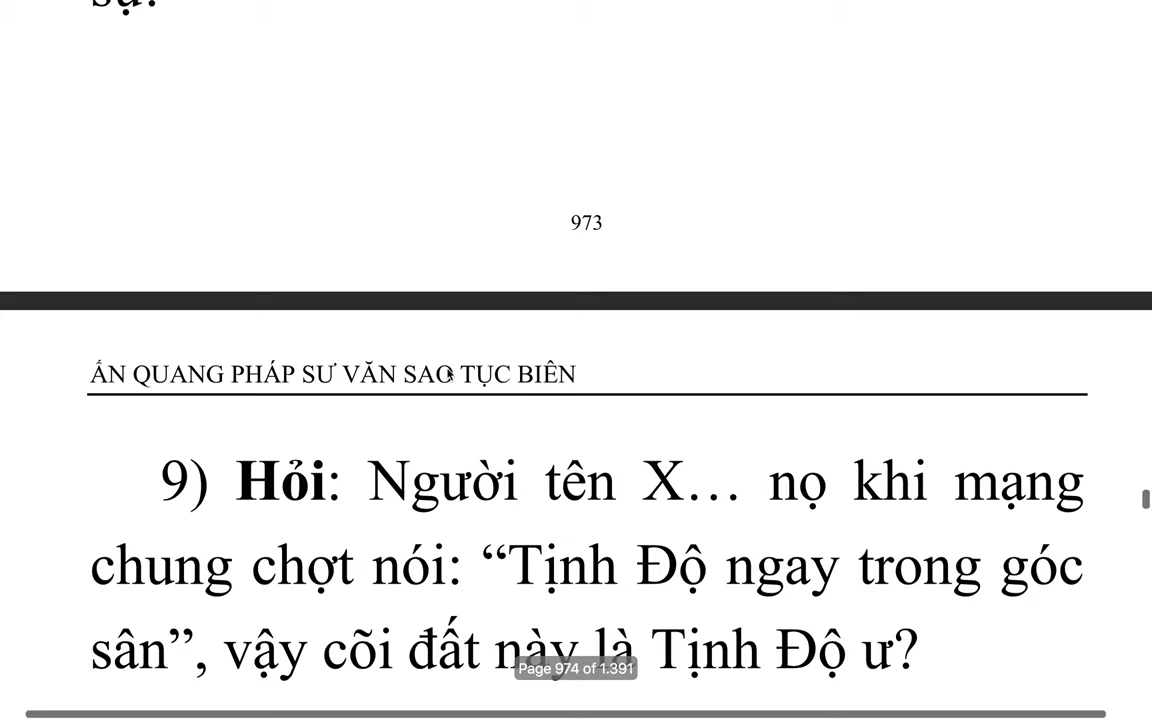 973
ẤN QUANG PHÁP SƯ VĂN SAO TỤC BIÊN
9) Hỏi: Người tên X… nọ khi mạng
chung chợt nói: “Tịnh Độ ngay trong góc
sân”, vậy cõi đất này là Tịnh Độ ư?
Page 974 of 1.391